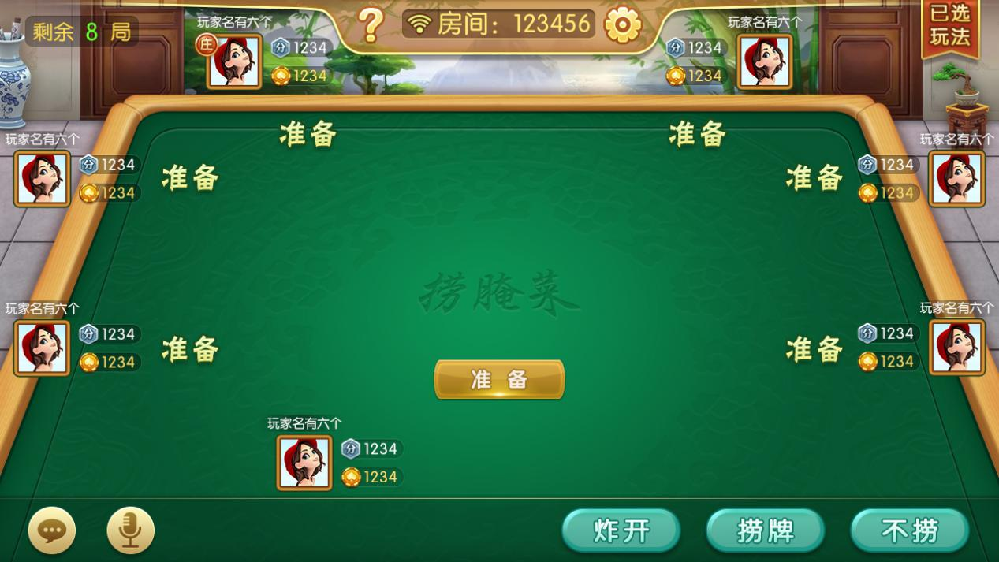 剩余 8 局
玩家名有六个
庄
分 1234
1234
房间：123456
玩家名有六个
分 1234
1234
已选
玩法
准备
准备
玩家名有六个
分 1234
1234
准备
准备
玩家名有六个
分 1234
1234
捞腌菜
玩家名有六个
分 1234
1234
准备
准备
玩家名有六个
分 1234
1234
准备
玩家名有六个
分 1234
1234
炸开
捞牌
不捞